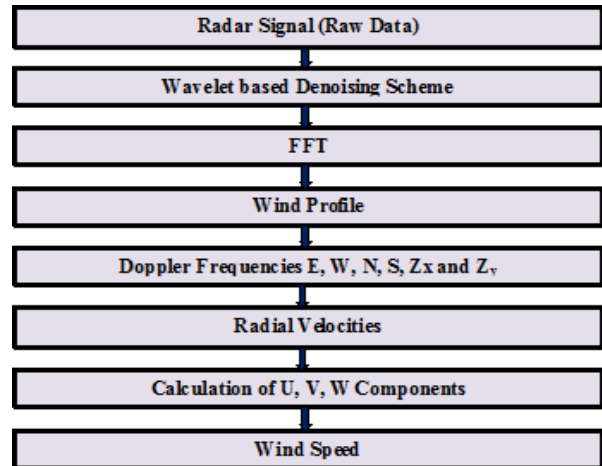 Radar Signal (Raw Data)
Wavelet based Denoising Scheme
FFT
Wind Profile
Doppler Frequencies E, W, N, S, Zx and Zᵧ
Radial Velocities
Calculation of U, V, W Components
Wind Speed